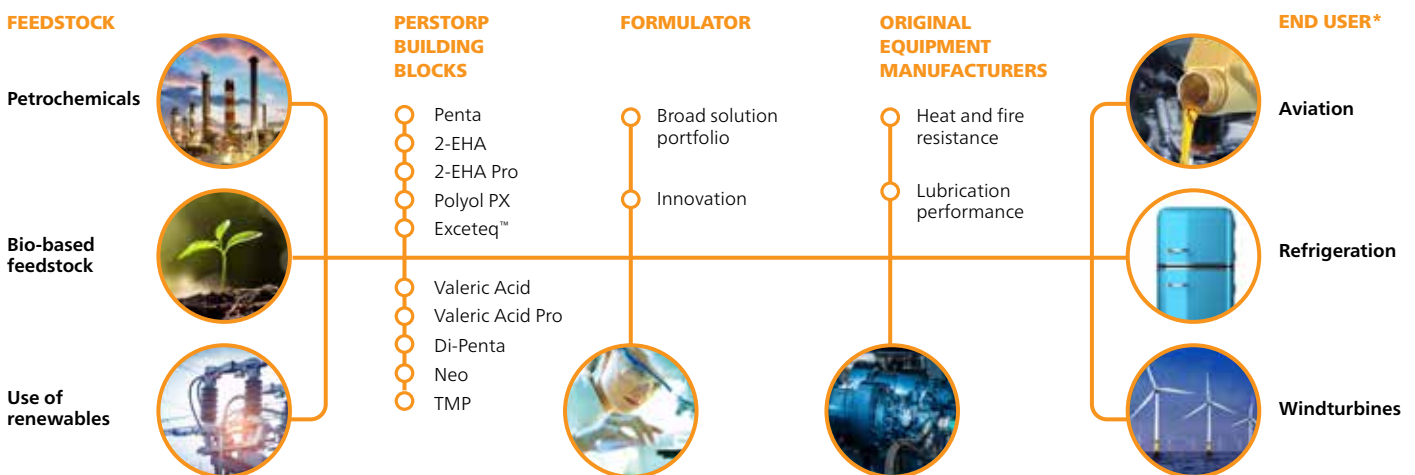 FEEDSTOCK
Petrochemicals
Bio-based
feedstock
Use of
renewables
PERSTORP
BUILDING
BLOCKS
Penta
2-EHA
2-EHA Pro
Polyol PX
Exceteq™
Valeric Acid
Valeric Acid Pro
Di-Penta
Neo
TMP
FORMULATOR
Broad solution
portfolio
Innovation
ORIGINAL
EQUIPMENT
MANUFACTURERS
Heat and fire
resistance
Lubrication
performance
END USER*
Aviation
Refrigeration
Windturbines